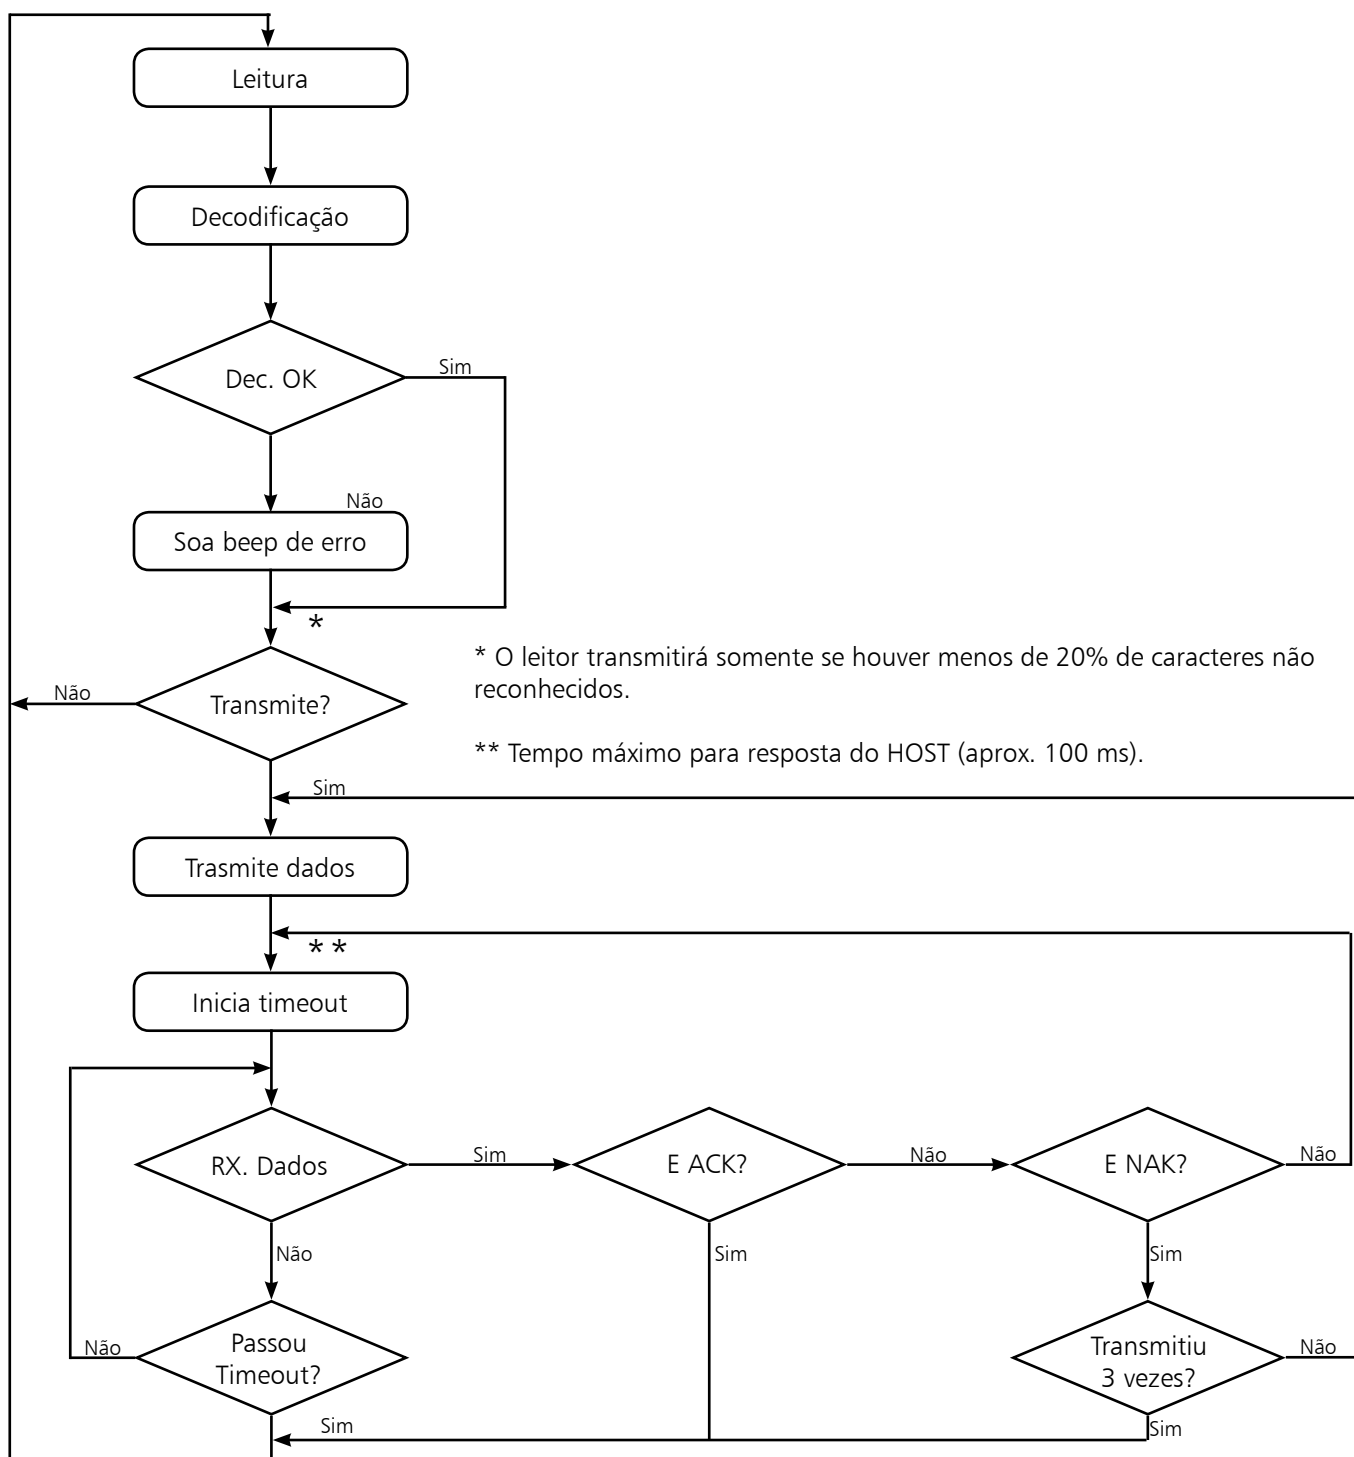 Leitura
Decodificação
Dec. OK
Sim
Não
Soa beep de erro
*
* O leitor transmitirá somente se houver menos de 20% de caracteres não
reconhecidos.
Não
Transmite?
** Tempo máximo para resposta do HOST (aprox. 100 ms).
Sim
Trasmite dados
**
Inicia timeout
RX. Dados
Sim
E ACK?
Não
E NAK?
Não
Não
Sim
Sim
Não
Passou
Timeout?
Transmitiu
3 vezes?
Não
Sim
Sim